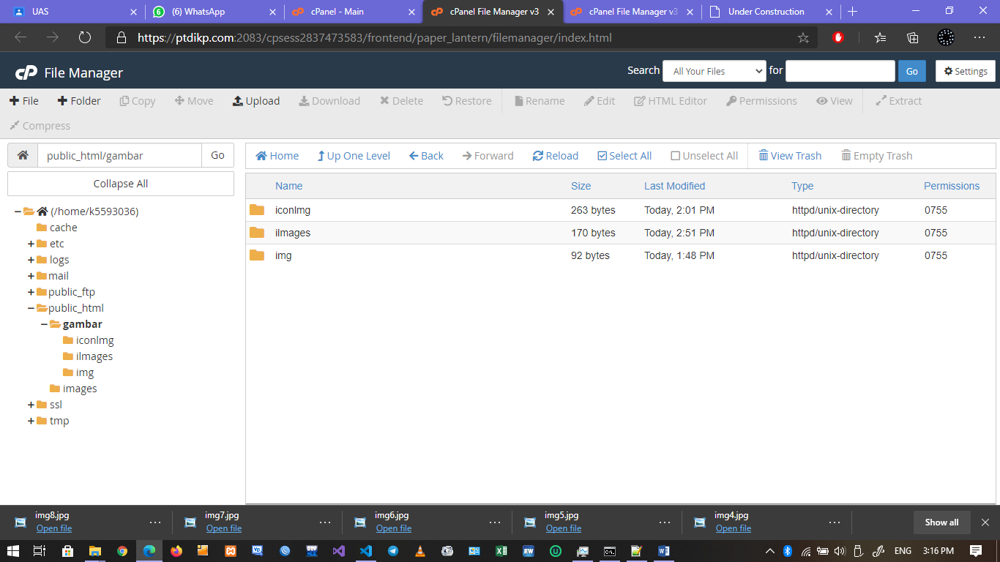 UAS
6 (6) WhatsApp
cPanel - Main
cPanel File Manager v3
cPanel File Manager v3
Under Construction
https://ptdikp.com:2083/cpsess2837473583/frontend/paper_lantern/filemanager/index.html
cP File Manager
Search All Your Files for Go Settings
File Folder Copy Move Upload Download Delete Restore Rename Edit HTML Editor Permissions View Extract
Compress
public_html/gambar Go
Home Up One Level Back Forward Reload Select All Unselect All View Trash Empty Trash
Collapse All
Name Size Last Modified Type Permissions
iconImg 263 bytes Today, 2:01 PM httpd/unix-directory 0755
iImages 170 bytes Today, 2:51 PM httpd/unix-directory 0755
img 92 bytes Today, 1:48 PM httpd/unix-directory 0755
(/home/k5593036)
cache
etc
logs
mail
public_ftp
public_html
gambar
iconImg
iImages
img
images
ssl
tmp
img8.jpg
Open file
img7.jpg
Open file
img6.jpg
Open file
img5.jpg
Open file
img4.jpg
Open file
Show all
ENG 3:16 PM